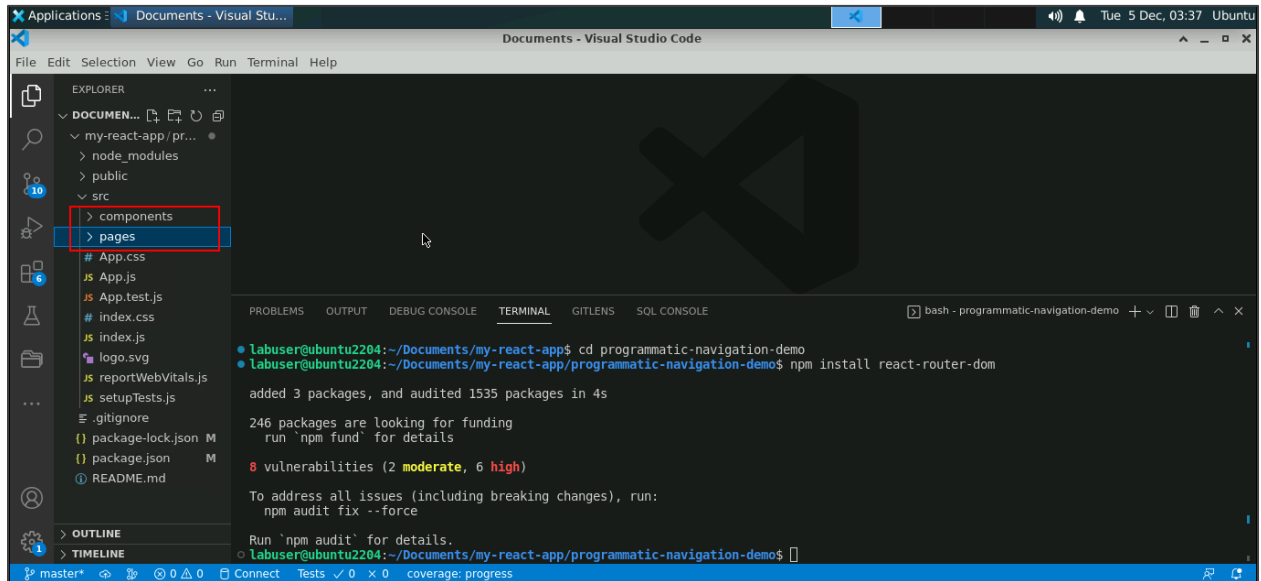 Applications Documents - Visual Stu... Tue 5 Dec, 03:37 Ubuntu
Documents - Visual Studio Code
File Edit Selection View Go Run Terminal Help
EXPLORER ...
DOCUMEN...
my-react-app/pr...
node_modules
public
src
components
pages
# App.css
JS App.js
JS App.test.js
# index.css
JS index.js
logo.svg
JS reportWebVitals.js
JS setupTests.js
.gitignore
{} package-lock.json M
{} package.json M
README.md
OUTLINE
TIMELINE
10
6
1
PROBLEMS OUTPUT DEBUG CONSOLE TERMINAL GITLENS SQL CONSOLE bash - programmatic-navigation-demo
labuser@ubuntu2204:~/Documents/my-react-app$ cd programmatic-navigation-demo
labuser@ubuntu2204:~/Documents/my-react-app/programmatic-navigation-demo$ npm install react-router-dom
added 3 packages, and audited 1535 packages in 4s
246 packages are looking for funding
run `npm fund` for details
8 vulnerabilities (2 moderate, 6 high)
To address all issues (including breaking changes), run:
npm audit fix --force
Run `npm audit` for details.
labuser@ubuntu2204:~/Documents/my-react-app/programmatic-navigation-demo$
master* 0 0 Connect Tests ✓ 0 × 0 coverage: progress